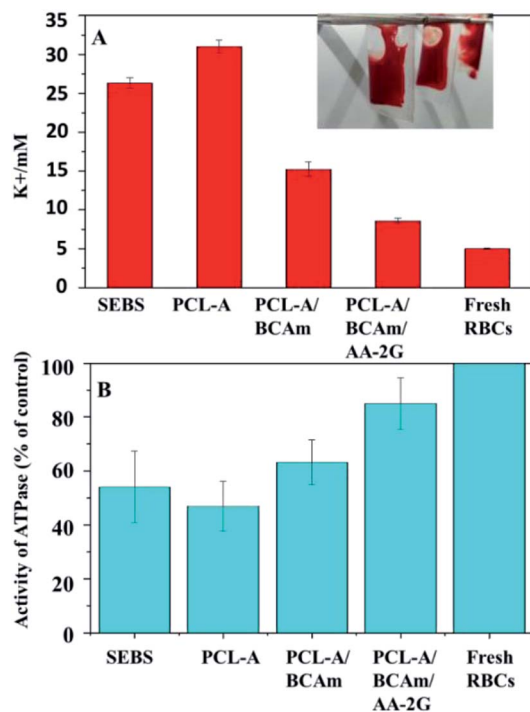 A
K+/mM
35
30
25
20
15
10
5
0
SEBS PCL-A PCL-A/ PCL-A/ Fresh
BCAm BCAm/ RBCs
AA-2G
B
Activity of ATPase (% of control)
100
80
60
40
20
0
SEBS PCL-A PCL-A/ PCL-A/ Fresh
BCAm BCAm/ RBCs
AA-2G